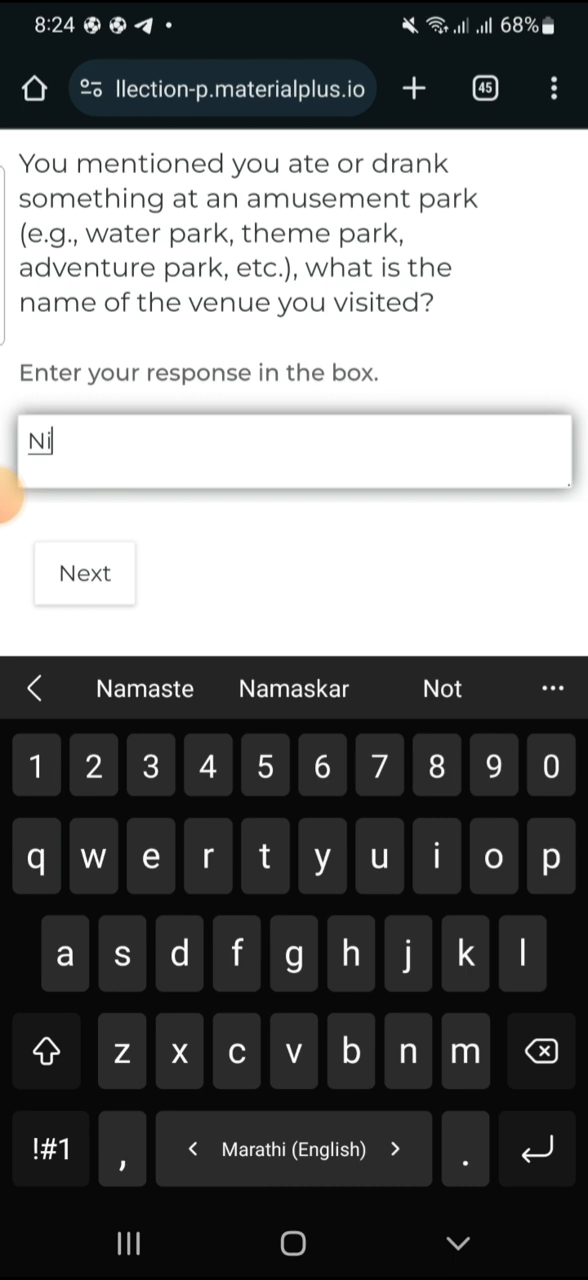 8:24
68%
llection-p.materialplus.io
45
You mentioned you ate or drank
something at an amusement park
(e.g., water park, theme park,
adventure park, etc.), what is the
name of the venue you visited?
Enter your response in the box.
Ni
Next
Namaste Namaskar Not
1 2 3 4 5 6 7 8 9 0
q w e r t y u i o p
a s d f g h j k l
z x c v b n m
!#1 , < Marathi (English) > .